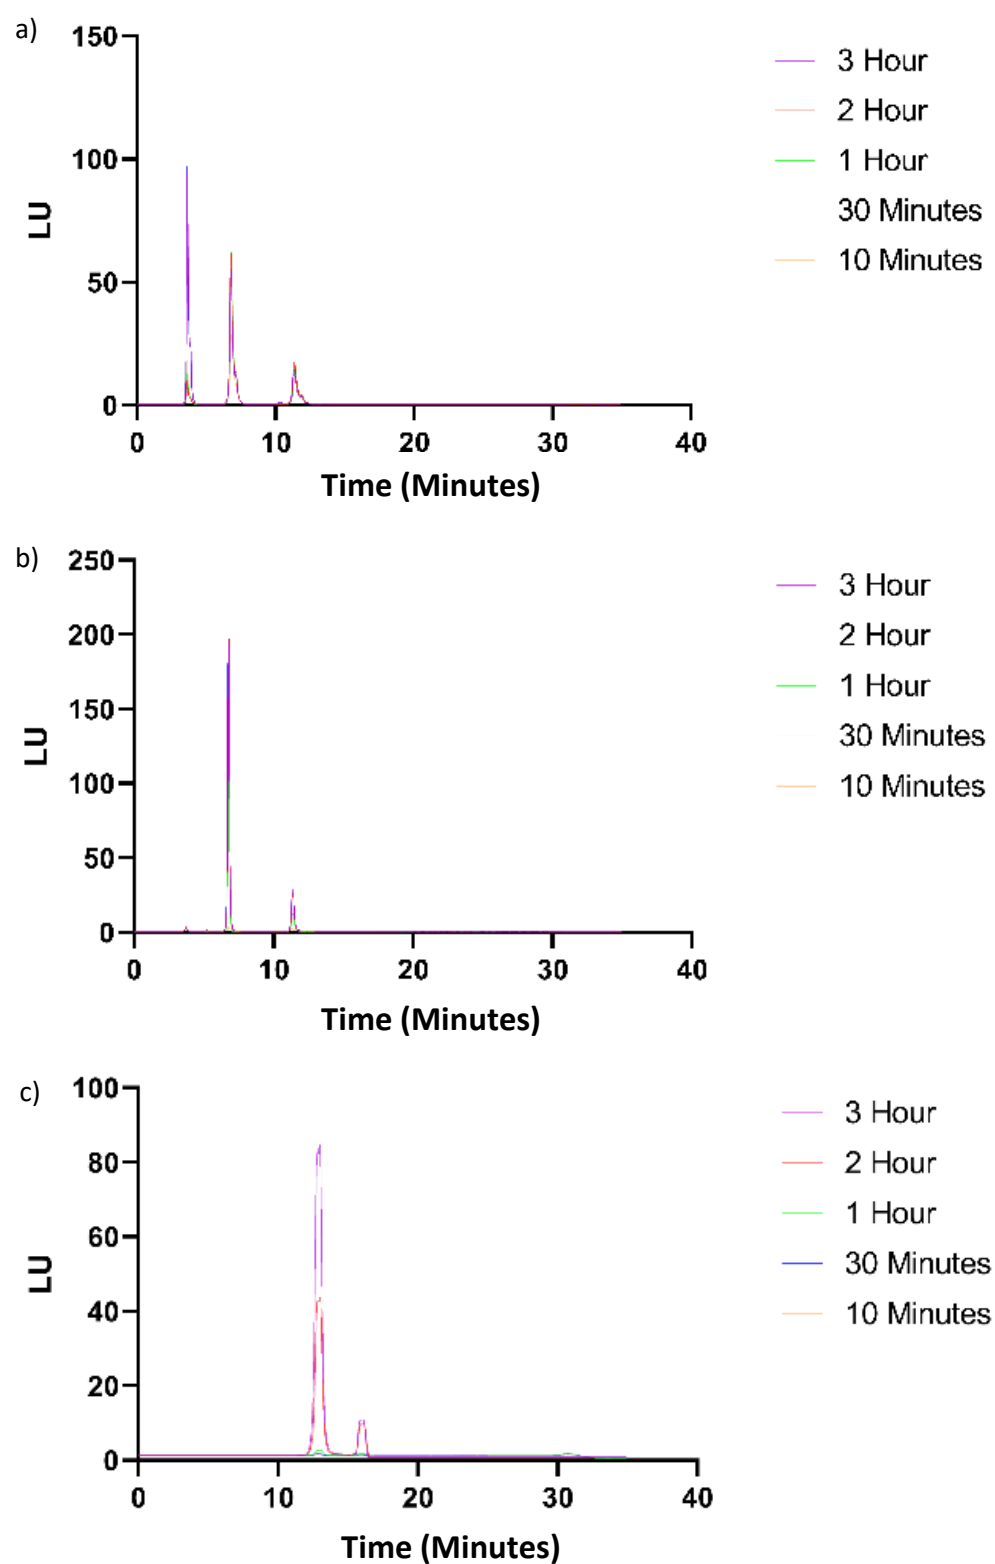 a)
150
100
50
0
LU
0 10 20 30 40
Time (Minutes)
3 Hour
2 Hour
1 Hour
30 Minutes
10 Minutes
b)
250
200
150
100
50
0
LU
0 10 20 30 40
Time (Minutes)
3 Hour
2 Hour
1 Hour
30 Minutes
10 Minutes
c)
100
80
60
40
20
0
LU
0 10 20 30 40
Time (Minutes)
3 Hour
2 Hour
1 Hour
30 Minutes
10 Minutes